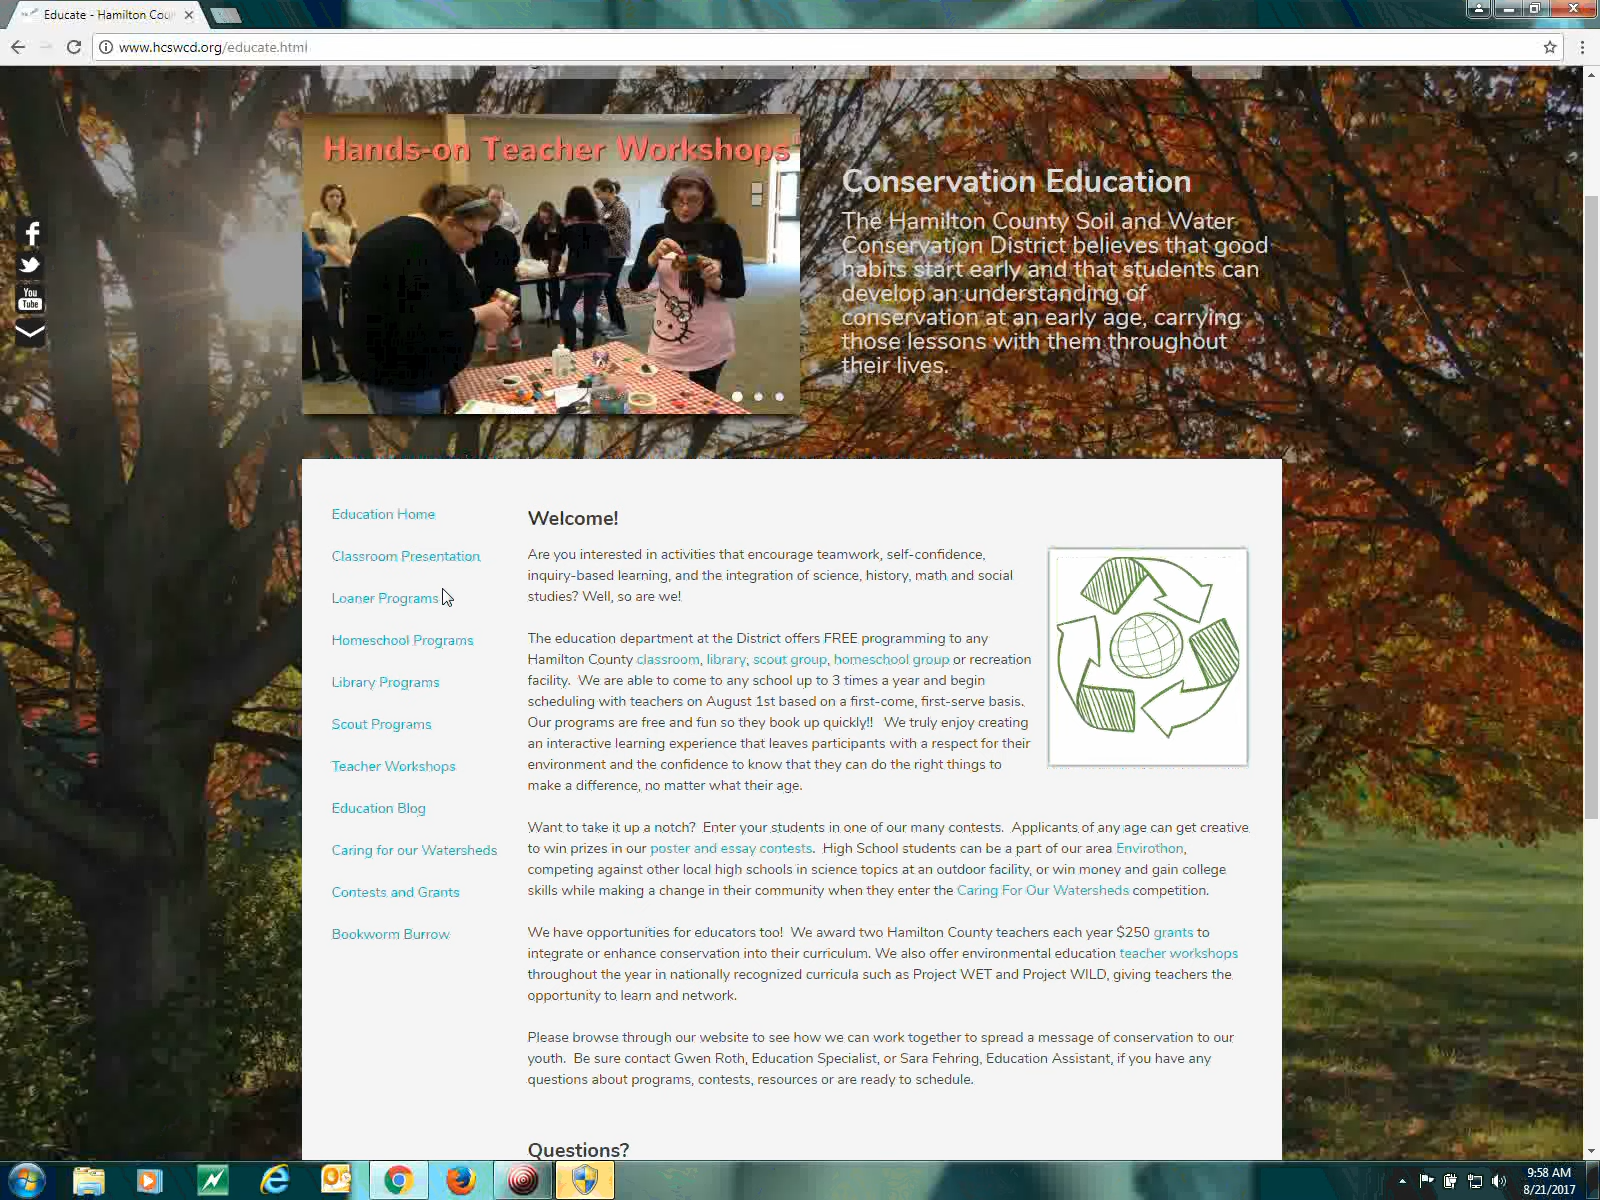 Educate - Hamilton Cou
www.hcswcd.org/educate.html
Hands-on Teacher Workshops
Conservation Education
The Hamilton County Soil and Water
Conservation District believes that good
habits start early and that students can
develop an understanding of
conservation at an early age, carrying
those lessons with them throughout
their lives.
You
Tube
Education Home
Classroom Presentation
Loaner Programs
Homeschool Programs
Library Programs
Scout Programs
Teacher Workshops
Education Blog
Caring for our Watersheds
Contests and Grants
Bookworm Burrow
Welcome!
Are you interested in activities that encourage teamwork, self-confidence,
inquiry-based learning, and the integration of science, history, math and social
studies? Well, so are we!
The education department at the District offers FREE programming to any
Hamilton County classroom, library, scout group, homeschool group or recreation
facility. We are able to come to any school up to 3 times a year and begin
scheduling with teachers on August 1st based on a first-come, first-serve basis.
Our programs are free and fun so they book up quickly!! We truly enjoy creating
an interactive learning experience that leaves participants with a respect for their
environment and the confidence to know that they can do the right things to
make a difference, no matter what their age.
Want to take it up a notch? Enter your students in one of our many contests. Applicants of any age can get creative
to win prizes in our poster and essay contests. High School students can be a part of our area Envirothon,
competing against other local high schools in science topics at an outdoor facility, or win money and gain college
skills while making a change in their community when they enter the Caring For Our Watersheds competition.
We have opportunities for educators too! We award two Hamilton County teachers each year $250 grants to
integrate or enhance conservation into their curriculum. We also offer environmental education teacher workshops
throughout the year in nationally recognized curricula such as Project WET and Project WILD, giving teachers the
opportunity to learn and network.
Please browse through our website to see how we can work together to spread a message of conservation to our
youth. Be sure contact Gwen Roth, Education Specialist, or Sara Fehring, Education Assistant, if you have any
questions about programs, contests, resources or are ready to schedule.
Questions?
9:58 AM
8/21/2017